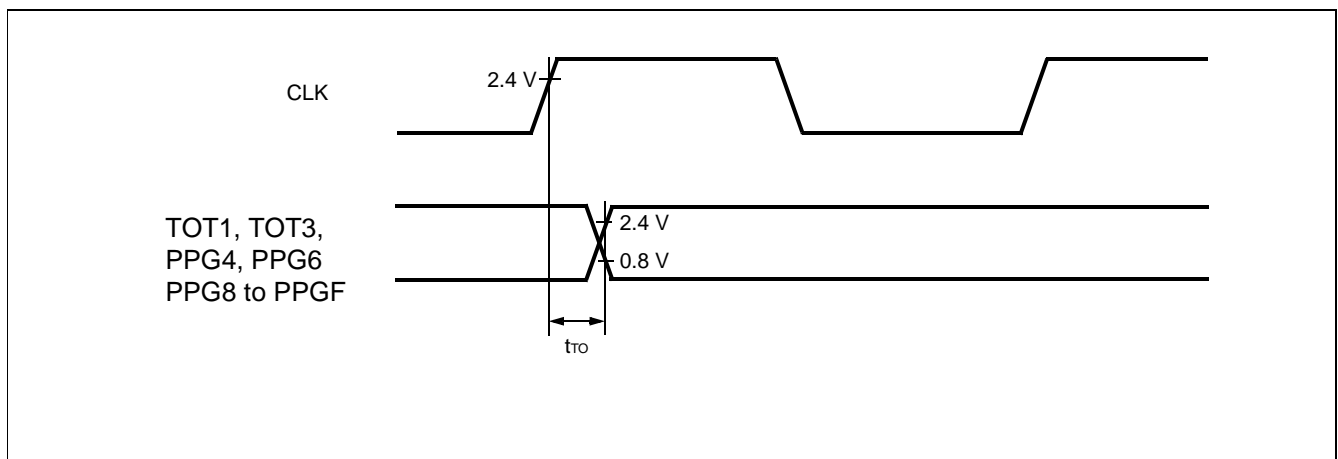 CLK
2.4 V
TOT1, TOT3,
PPG4, PPG6
PPG8 to PPGF
2.4 V
0.8 V
tTO